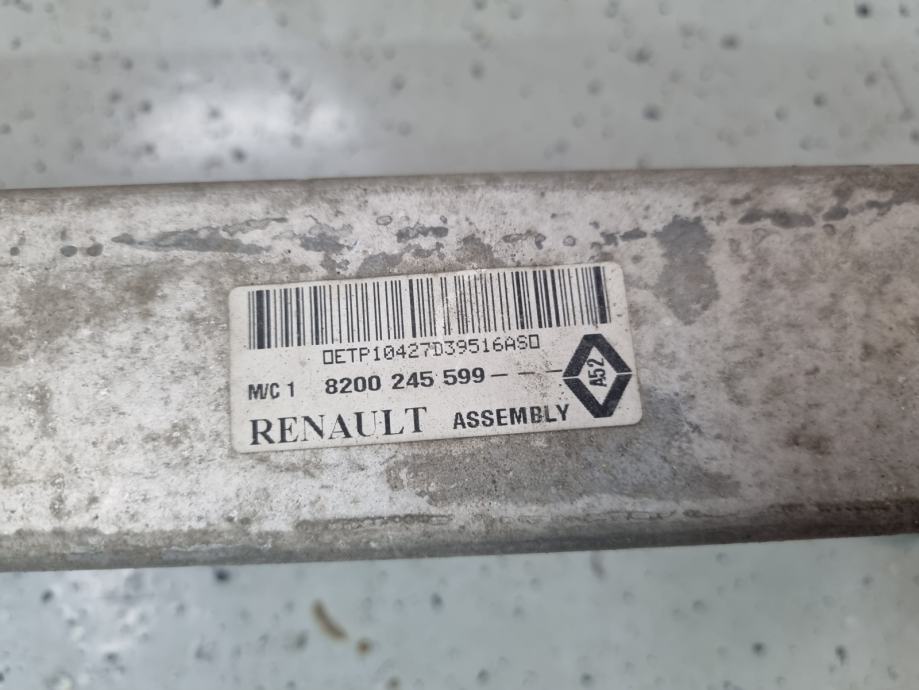 ▯ETP10427D39516AS▯
M/C 1 8200 245 599 - - - A52
RENAULT ASSEMBLY